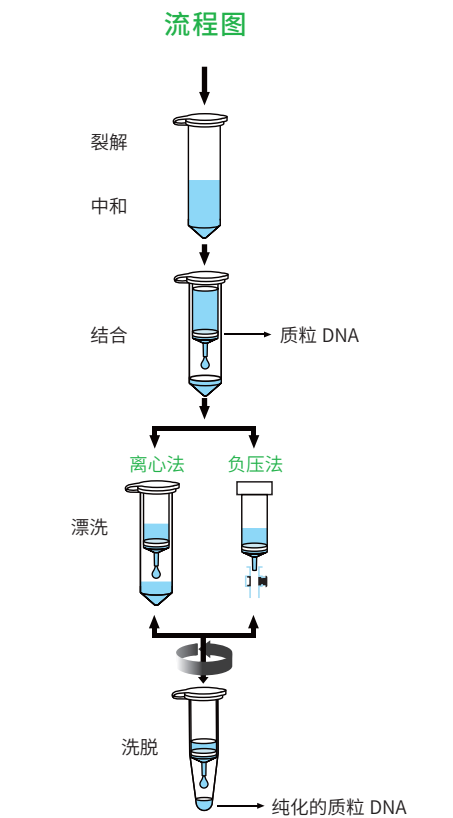 流程图
裂解
中和
结合
质粒 DNA
离心法
负压法
漂洗
洗脱
纯化的质粒 DNA